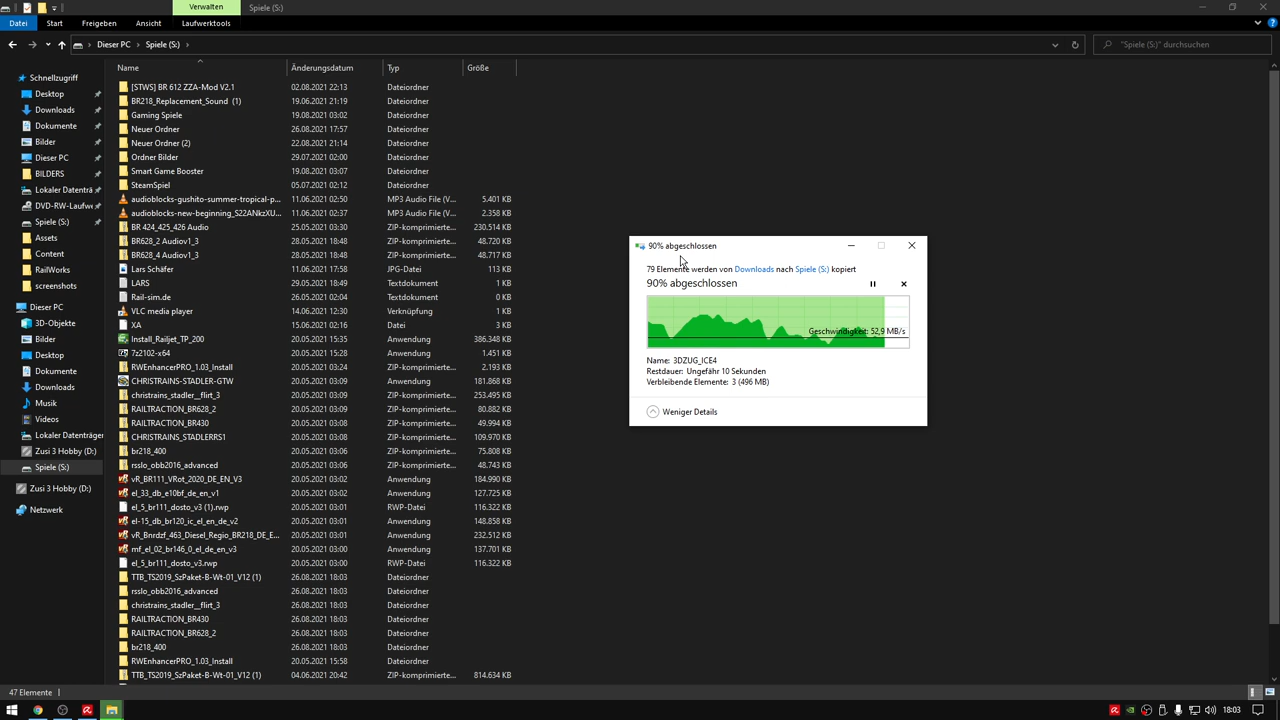 Verwalten Spiele (S:)
Datei Start Freigeben Ansicht Laufwerktools
Dieser PC Spiele (S:) "Spiele (S:)" durchsuchen
Name Änderungsdatum Typ Größe
Schnellzugriff
Desktop
Downloads
Dokumente
Bilder
Dieser PC
BILDERS
Lokaler Datenträ
DVD-RW-Laufw
Spiele (S:)
Assets
Content
RailWorks
screenshots
Dieser PC
3D-Objekte
Bilder
Desktop
Dokumente
Downloads
Musik
Videos
Lokaler Datenträger
Zusi 3 Hobby (D:)
Spiele (S:)
Zusi 3 Hobby (D:)
Netzwerk
[STWS] BR 612 ZZA-Mod V2.1 02.08.2021 22:13 Dateiordner
BR218_Replacement_Sound (1) 19.06.2021 21:19 Dateiordner
Gaming Spiele 19.08.2021 03:02 Dateiordner
Neuer Ordner 26.08.2021 17:57 Dateiordner
Neuer Ordner (2) 22.08.2021 21:14 Dateiordner
Ordner Bilder 29.07.2021 02:00 Dateiordner
Smart Game Booster 19.08.2021 03:07 Dateiordner
SteamSpiel 05.07.2021 02:12 Dateiordner
audioblocks-gushito-summer-tropical-p... 11.06.2021 02:50 MP3 Audio File (V... 5.401 KB
audioblocks-new-beginning_S22ANkzXU... 11.06.2021 02:37 MP3 Audio File (V... 2.358 KB
BR 424_425_426 Audio 25.05.2021 03:30 ZIP-komprimierte... 230.514 KB
BR628_2 Audiov1_3 28.05.2021 18:48 ZIP-komprimierte... 48.720 KB
BR628_4 Audiov1_3 28.05.2021 18:48 ZIP-komprimierte... 48.717 KB
Lars Schäfer 11.06.2021 17:58 JPG-Datei 113 KB
LARS 28.05.2021 18:49 Textdokument 1 KB
Rail-sim.de 26.05.2021 02:04 Textdokument 0 KB
VLC media player 14.06.2021 12:30 Verknüpfung 1 KB
XA 15.06.2021 02:16 Datei 3 KB
Install_Railjet_TP_200 20.05.2021 15:35 Anwendung 386.348 KB
7z2102-x64 20.05.2021 15:28 Anwendung 1.451 KB
RWEnhancerPRO_1.03_Install 20.05.2021 03:24 ZIP-komprimierte... 2.193 KB
CHRISTRAINS-STADLER-GTW 20.05.2021 03:09 Anwendung 181.868 KB
christrains_stadler__flirt_3 20.05.2021 03:09 ZIP-komprimierte... 253.495 KB
RAILTRACTION_BR628_2 20.05.2021 03:09 ZIP-komprimierte... 80.882 KB
RAILTRACTION_BR430 20.05.2021 03:08 ZIP-komprimierte... 49.994 KB
CHRISTRAINS_STADLERRS1 20.05.2021 03:08 ZIP-komprimierte... 109.970 KB
br218_400 20.05.2021 03:06 ZIP-komprimierte... 75.808 KB
rsslo_obb2016_advanced 20.05.2021 03:06 ZIP-komprimierte... 48.743 KB
vR_BR111_VRot_2020_DE_EN_V3 20.05.2021 03:02 Anwendung 184.990 KB
el_33_db_e10bf_de_en_v1 20.05.2021 03:02 Anwendung 127.725 KB
el_5_br111_dosto_v3 (1).rwp 20.05.2021 03:01 RWP-Datei 116.322 KB
el-15_db_br120_ic_el_en_de_v2 20.05.2021 03:01 Anwendung 148.858 KB
vR_Bnrdzf_463_Diesel_Regio_BR218_DE_E... 20.05.2021 03:01 Anwendung 232.512 KB
mf_el_02_br146_0_el_de_en_v3 20.05.2021 03:00 Anwendung 137.701 KB
el_5_br111_dosto_v3.rwp 20.05.2021 03:00 RWP-Datei 116.322 KB
TTB_TS2019_SzPaket-B-Wt-01_V12 (1) 26.08.2021 18:03 Dateiordner
rsslo_obb2016_advanced 26.08.2021 18:03 Dateiordner
christrains_stadler__flirt_3 26.08.2021 18:03 Dateiordner
RAILTRACTION_BR430 26.08.2021 18:03 Dateiordner
RAILTRACTION_BR628_2 26.08.2021 18:03 Dateiordner
br218_400 26.08.2021 18:03 Dateiordner
RWEnhancerPRO_1.03_Install 20.05.2021 15:58 Dateiordner
TTB_TS2019_SzPaket-B-Wt-01_V12 (1) 04.06.2021 20:42 ZIP-komprimierte... 814.634 KB
90% abgeschlossen
79 Elemente werden von Downloads nach Spiele (S:) kopiert
90% abgeschlossen
Geschwindigkeit: 52,9 MB/s
Name: 3DZUG_ICE4
Restdauer: Ungefähr 10 Sekunden
Verbleibende Elemente: 3 (496 MB)
Weniger Details
47 Elemente
18:03